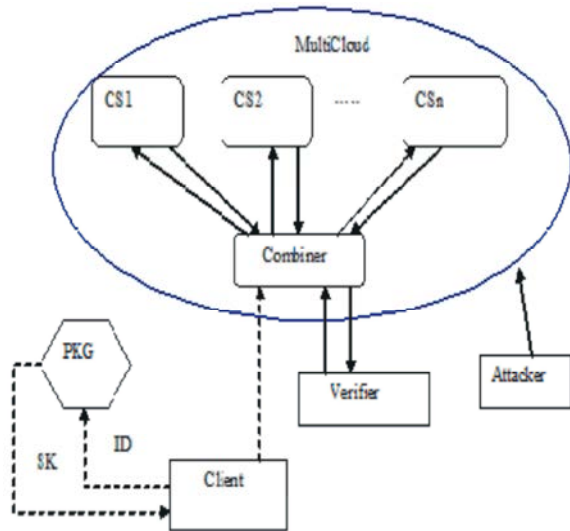 MultiCloud
CS1
CS2
.....
CSn
Combiner
PKG
Attacker
Verifier
ID
SK
Client